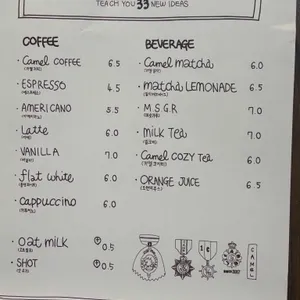 TEACH YOU 33 NEW IDEAS
COFFEE
· Camel COFFEE 6.5
· ESPRESSO 4.5
· AMERICANO 5.5
· Latte 6.0
· VANILLA 7.0
· flat white 6.0
· cappuccino 6.0
· oat milk + 0.5
· SHOT + 0.5
BEVERAGE
· Camel matcha 6.0
· matcha LEMONADE 6.5
· M.S.G.R 7.0
· milk Tea 7.0
· Camel COZY Tea 6.0
· ORANGE JUICE 6.5
CAMEL